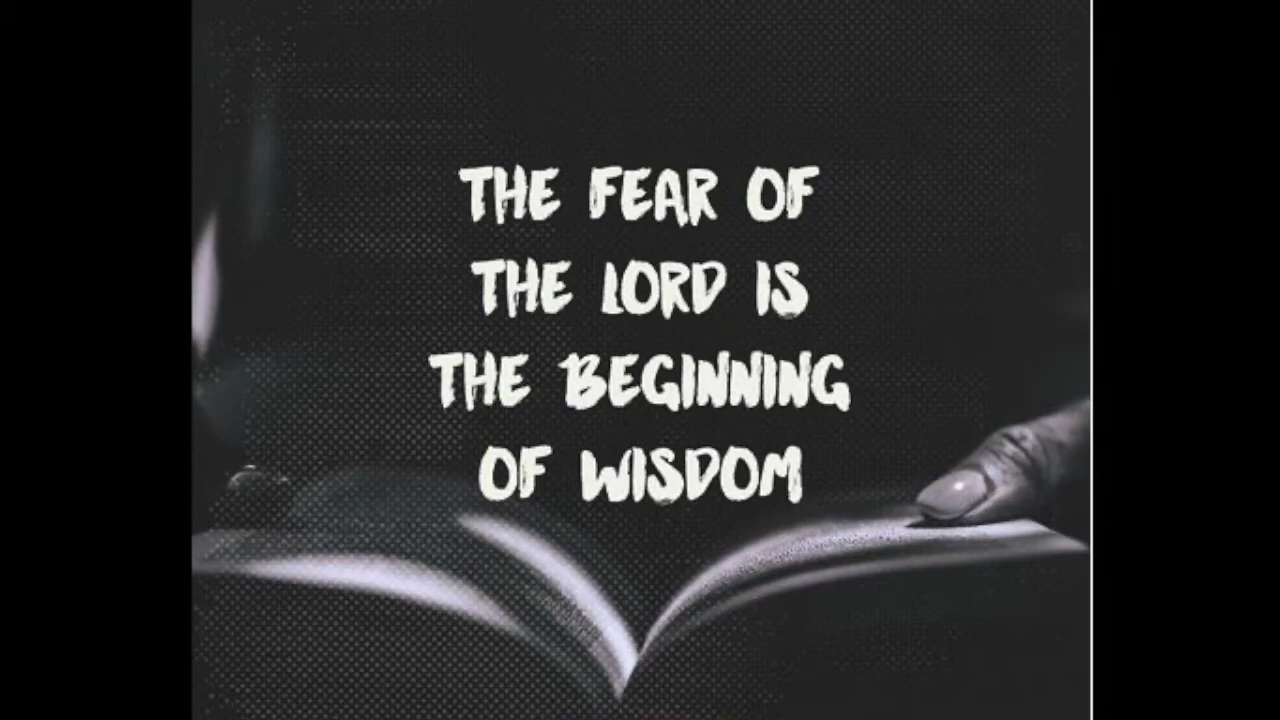 THE FEAR OF
THE LORD IS
THE BEGINNING
OF WISDOM